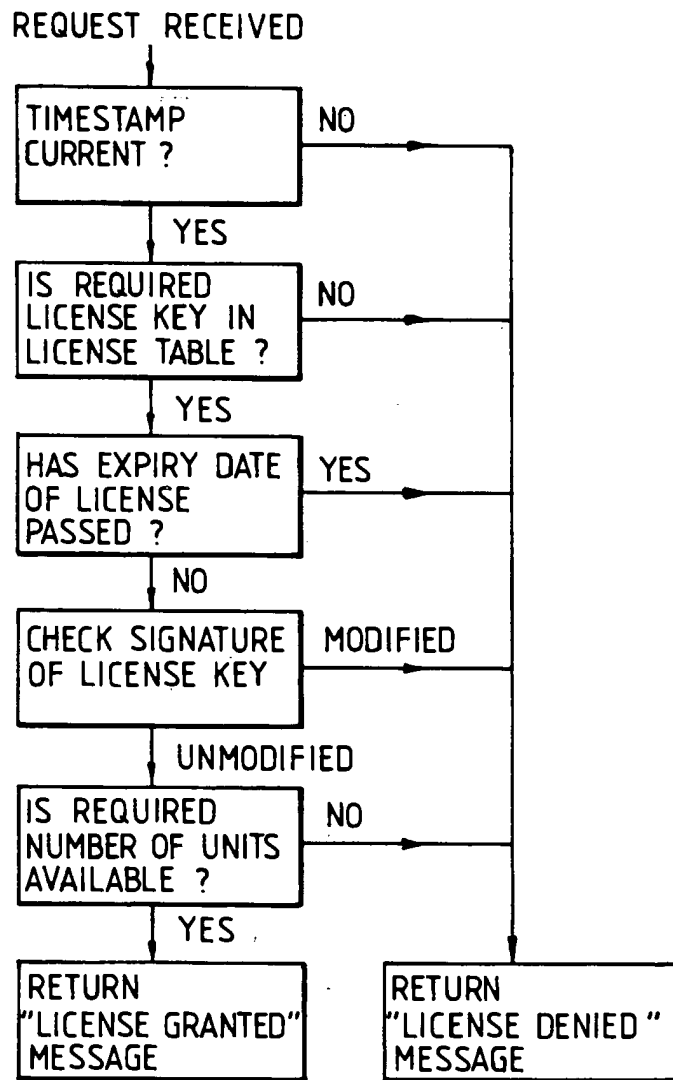 REQUEST RECEIVED
TIMESTAMP
CURRENT ?
NO
YES
IS REQUIRED
LICENSE KEY IN
LICENSE TABLE ?
NO
YES
HAS EXPIRY DATE
OF LICENSE
PASSED ?
YES
NO
CHECK SIGNATURE
OF LICENSE KEY
MODIFIED
UNMODIFIED
IS REQUIRED
NUMBER OF UNITS
AVAILABLE ?
NO
YES
RETURN
"LICENSE GRANTED"
MESSAGE
RETURN
"LICENSE DENIED"
MESSAGE